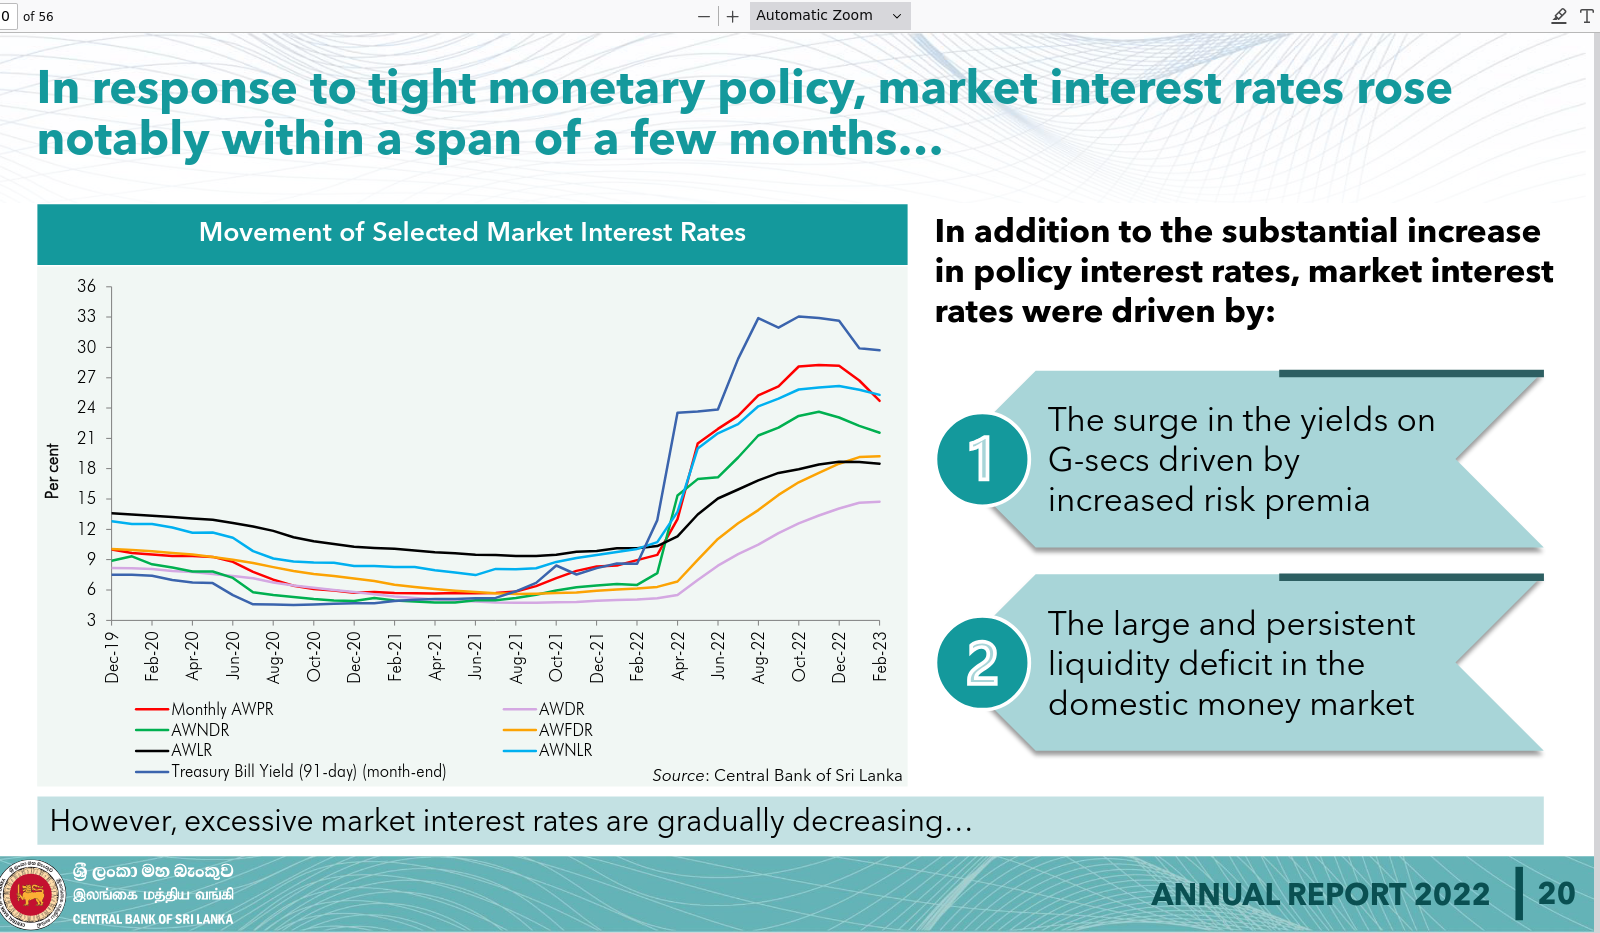 0 of 56
Automatic Zoom
In response to tight monetary policy, market interest rates rose
notably within a span of a few months...
Movement of Selected Market Interest Rates
Per cent
36
33
30
27
24
21
18
15
12
9
6
3
Dec-19
Feb-20
Apr-20
Jun-20
Aug-20
Oct-20
Dec-20
Feb-21
Apr-21
Jun-21
Aug-21
Oct-21
Dec-21
Feb-22
Apr-22
Jun-22
Aug-22
Oct-22
Dec-22
Feb-23
Monthly AWPR
AWDR
AWNDR
AWFDR
AWLR
AWNLR
Treasury Bill Yield (91-day) (month-end)
Source: Central Bank of Sri Lanka
In addition to the substantial increase
in policy interest rates, market interest
rates were driven by:
1
The surge in the yields on
G-secs driven by
increased risk premia
2
The large and persistent
liquidity deficit in the
domestic money market
However, excessive market interest rates are gradually decreasing...
ශ්‍රී ලංකා මහ බැංකුව
இலங்கை மத்திய வங்கி
CENTRAL BANK OF SRI LANKA
ANNUAL REPORT 2022
20